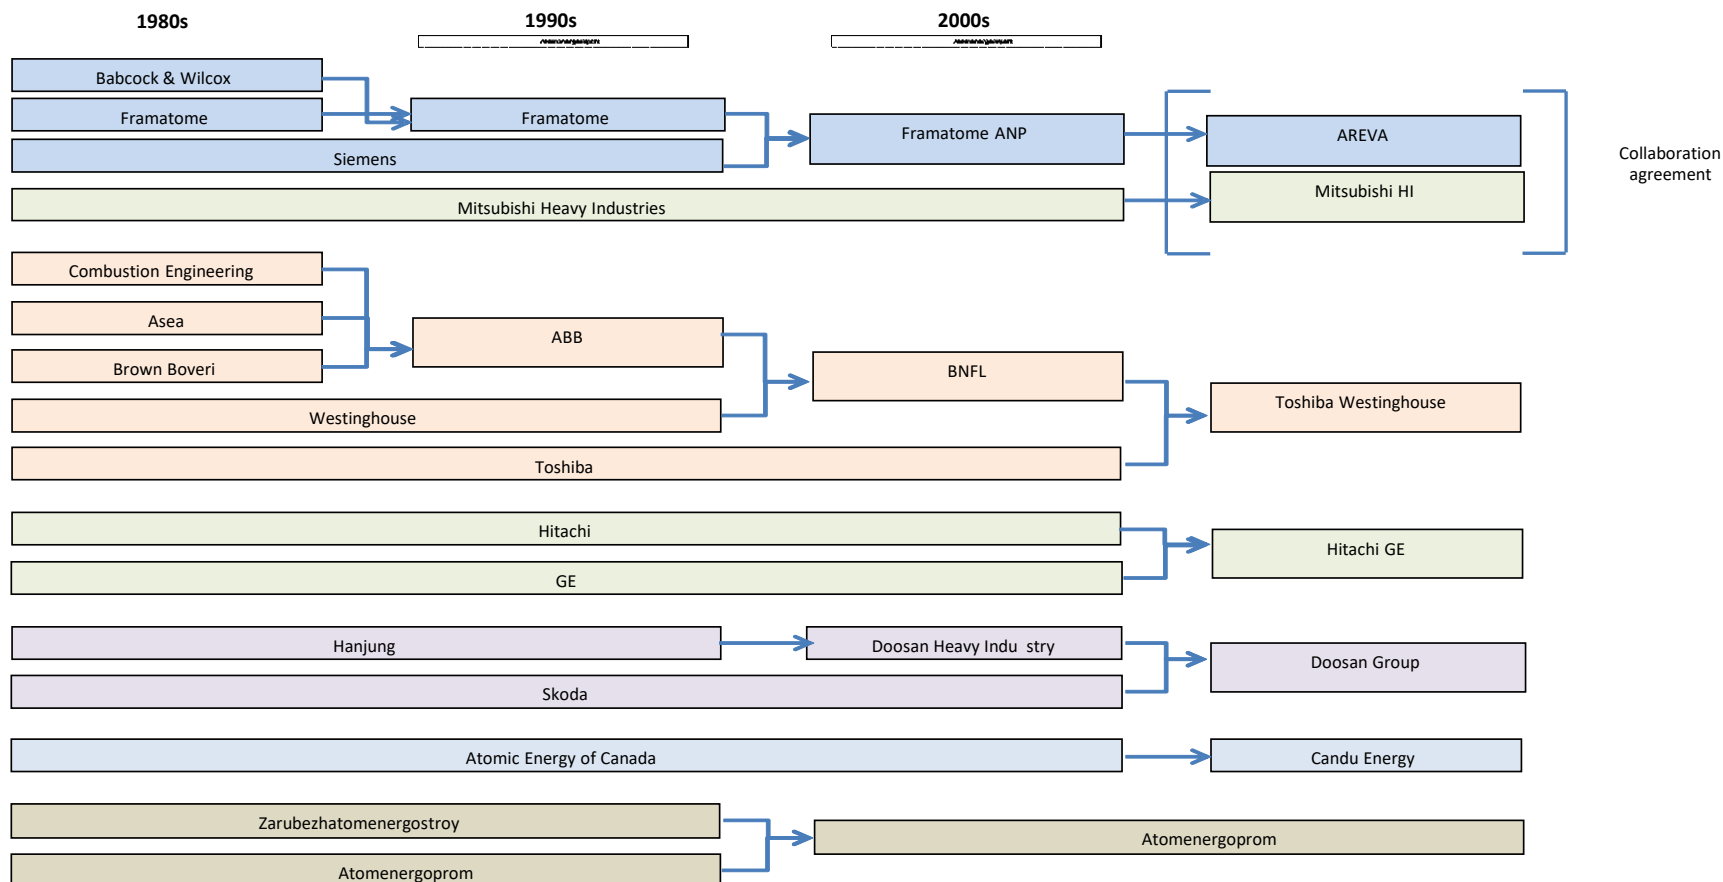 1980s
1990s
2000s
Babcock & Wilcox
Framatome
Framatome
Siemens
Framatome ANP
AREVA
Collaboration
agreement
Mitsubishi Heavy Industries
Mitsubishi HI
Combustion Engineering
Asea
Brown Boveri
ABB
Westinghouse
BNFL
Toshiba
Toshiba Westinghouse
Hitachi
GE
Hitachi GE
Hanjung
Doosan Heavy Indu stry
Skoda
Doosan Group
Atomic Energy of Canada
Candu Energy
Zarubezhatomenergostroy
Atomenergoprom
Atomenergoprom